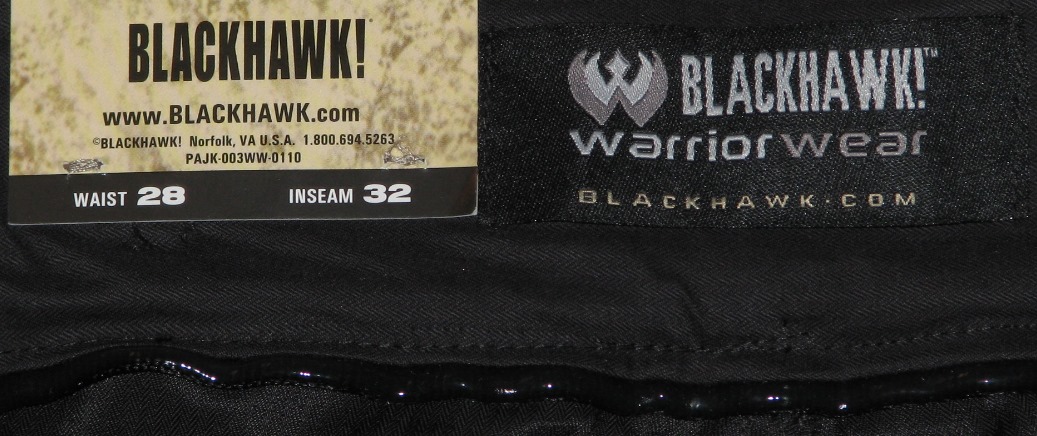 BLACKHAWK!
www.BLACKHAWK.com
©BLACKHAWK! Norfolk, VA U.S.A. 1.800.694.5263
PAJK-003WW-0110
WAIST 28 INSEAM 32
BLACKHAWK!™
warriorwear
BLACKHAWK.COM